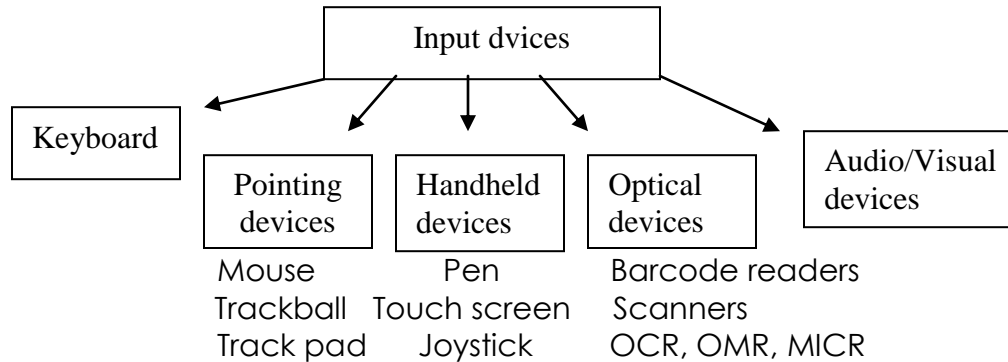 Input dvices
Keyboard
Pointing
devices
Handheld
devices
Optical
devices
Audio/Visual
devices
Mouse
Trackball
Track pad
Pen
Touch screen
Joystick
Barcode readers
Scanners
OCR, OMR, MICR